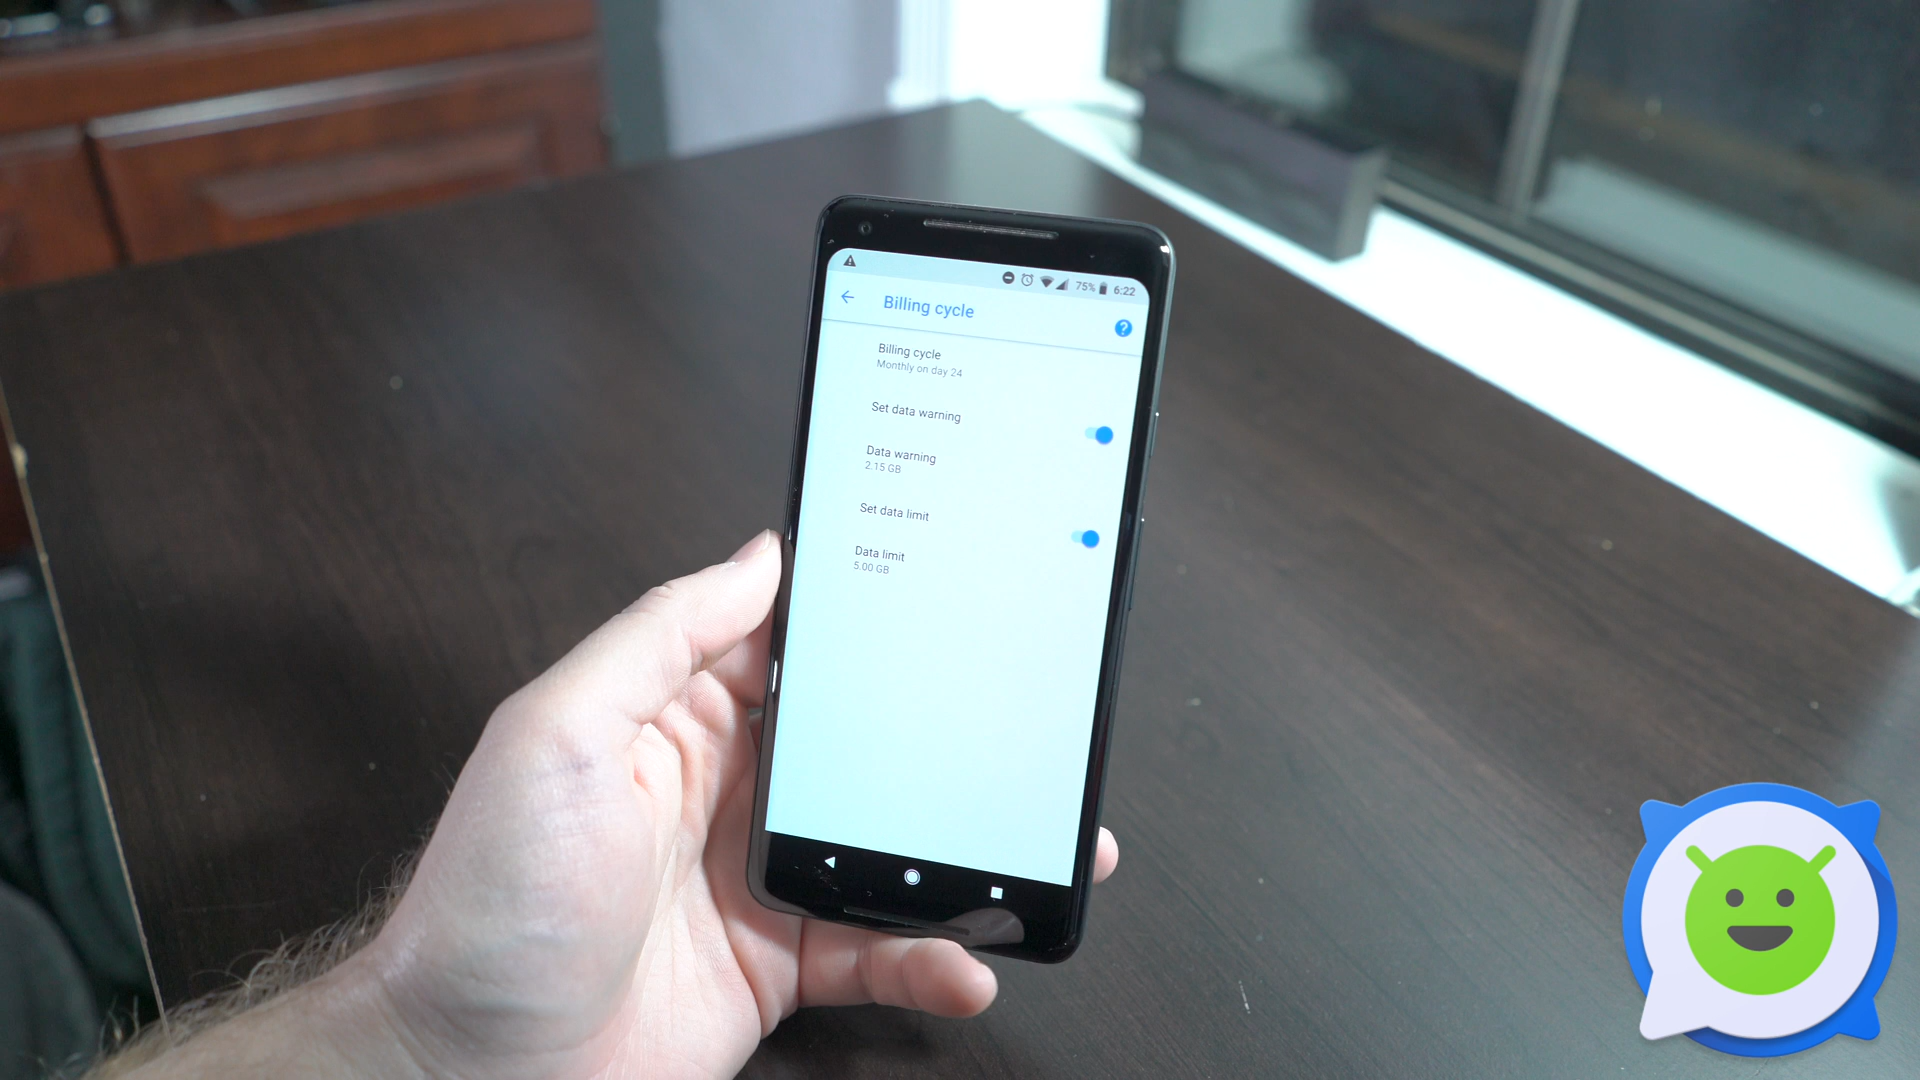 75% 6:22
Billing cycle
?
Billing cycle
Monthly on day 24
Set data warning
Data warning
2.15 GB
Set data limit
Data limit
5.00 GB